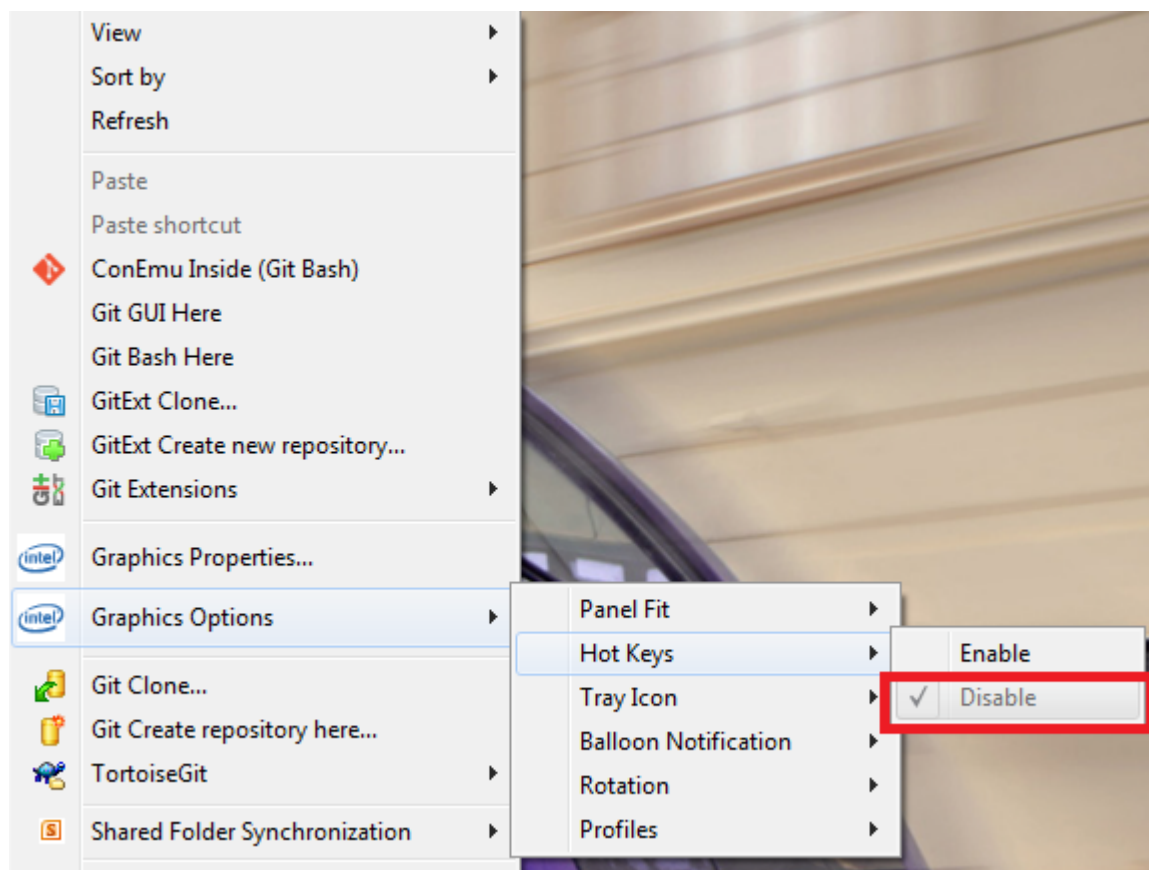 View
Sort by
Refresh
Paste
Paste shortcut
ConEmu Inside (Git Bash)
Git GUI Here
Git Bash Here
GitExt Clone...
GitExt Create new repository...
Git Extensions
intel Graphics Properties...
intel Graphics Options
Git Clone...
Git Create repository here...
TortoiseGit
S Shared Folder Synchronization
Panel Fit
Hot Keys
Tray Icon
Balloon Notification
Rotation
Profiles
Enable
Disable